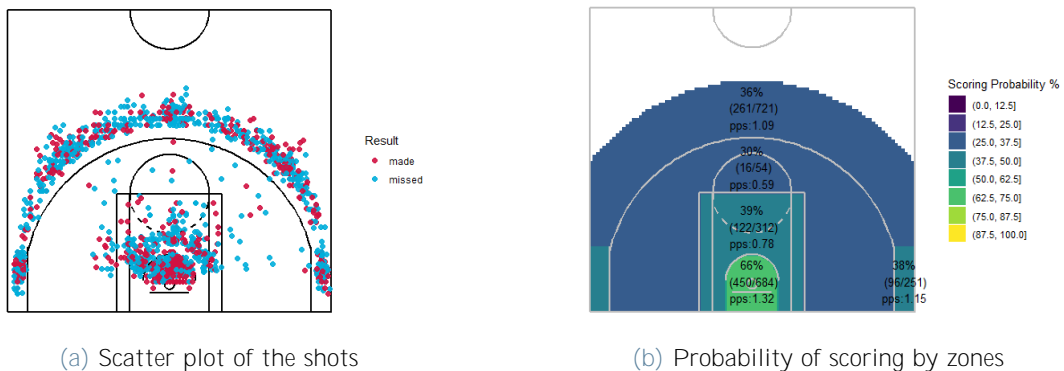 Result
made
missed
(a) Scatter plot of the shots
36%
(261/721)
pps:1.09
30%
(16/54)
pps:0.59
39%
(122/312)
pps:0.78
66%
(450/684)
pps:1.32
38%
(96/251)
pps:1.15
Scoring Probability %
(0.0, 12.5]
(12.5, 25.0]
(25.0, 37.5]
(37.5, 50.0]
(50.0, 62.5]
(62.5, 75.0]
(75.0, 87.5]
(87.5, 100.0]
(b) Probability of scoring by zones